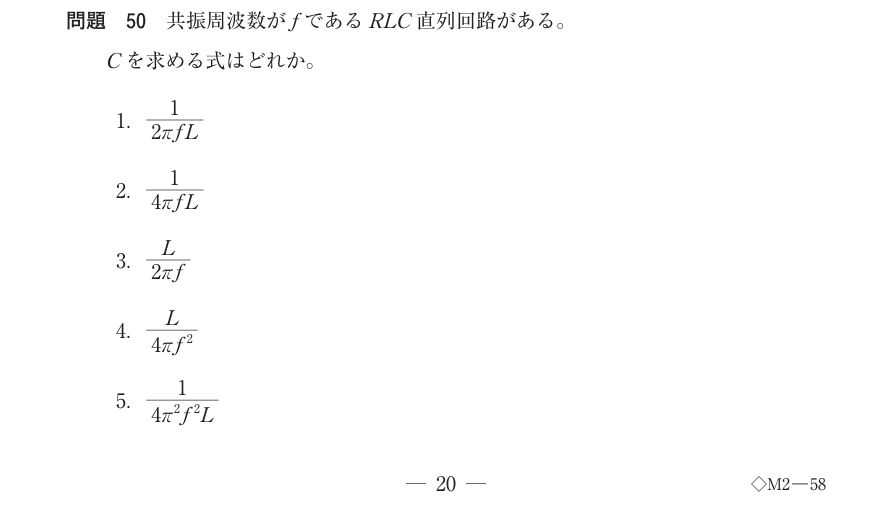 問題　50　共振周波数が f である RLC 直列回路がある。
C を求める式はどれか。
1. 1/2πfL
2. 1/4πfL
3. L/2πf
4. L/4πf²
5. 1/4π²f²L
— 20 —
◇M2—58